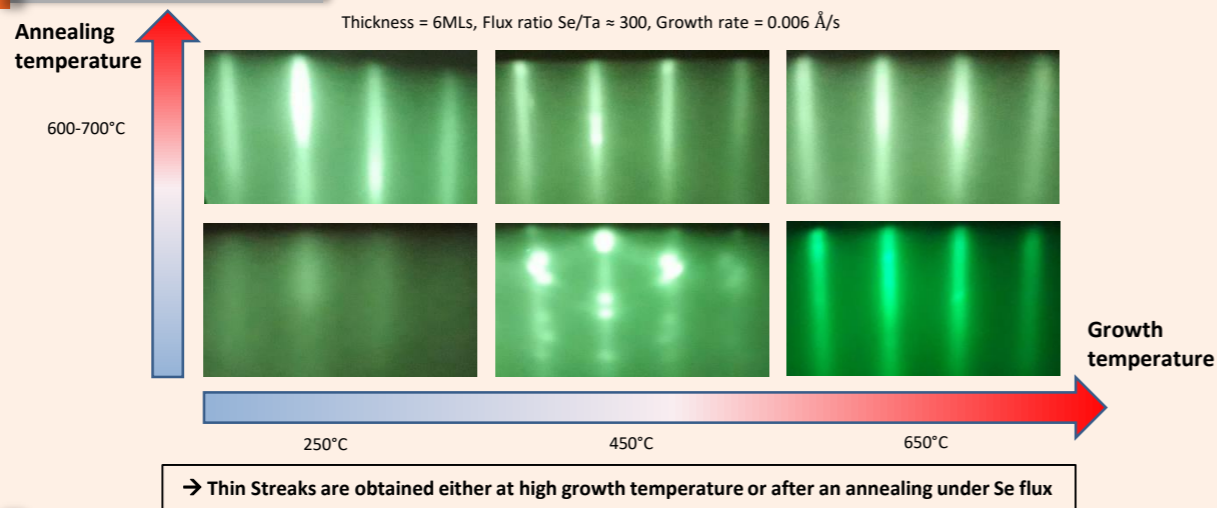 Thickness = 6MLs, Flux ratio Se/Ta ≈ 300, Growth rate = 0.006 Å/s
Annealing
temperature
600-700°C
Growth
temperature
250°C
450°C
650°C
→ Thin Streaks are obtained either at high growth temperature or after an annealing under Se flux